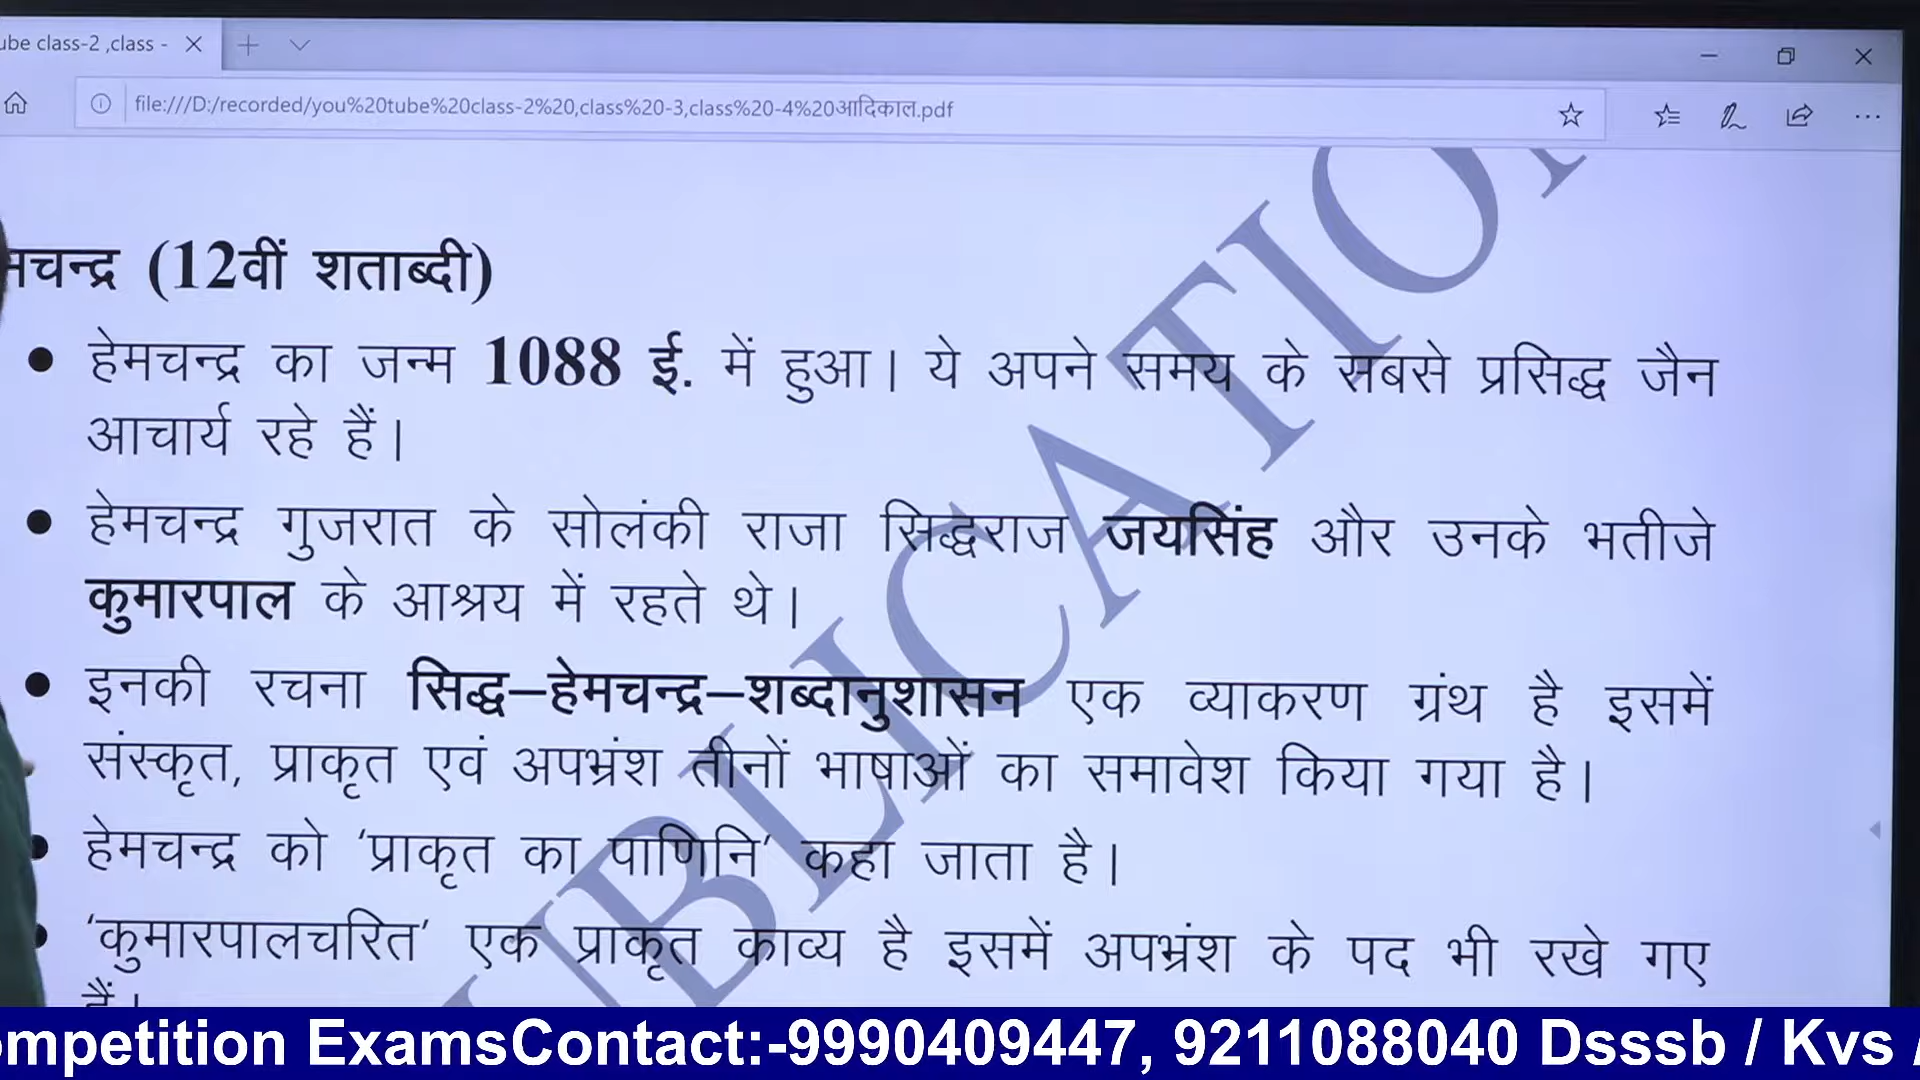 ube class-2 ,class -
file:///D:/recorded/you%20tube%20class-2%20,class%20-3,class%20-4%20आदिकाल.pdf
मचन्द्र (12वीं शताब्दी)
• हेमचन्द्र का जन्म 1088 ई. में हुआ। ये अपने समय के सबसे प्रसिद्ध जैन
आचार्य रहे हैं।
• हेमचन्द्र गुजरात के सोलंकी राजा सिद्धराज जयसिंह और उनके भतीजे
कुमारपाल के आश्रय में रहते थे।
• इनकी रचना सिद्ध–हेमचन्द्र–शब्दानुशासन एक व्याकरण ग्रंथ है इसमें
संस्कृत, प्राकृत एवं अपभ्रंश तीनों भाषाओं का समावेश किया गया है।
• हेमचन्द्र को ‘प्राकृत का पाणिनि’ कहा जाता है।
• ‘कुमारपालचरित’ एक प्राकृत काव्य है इसमें अपभ्रंश के पद भी रखे गए
हैं।
UBLICATION
ompetition ExamsContact:-9990409447, 9211088040 Dsssb / Kvs /